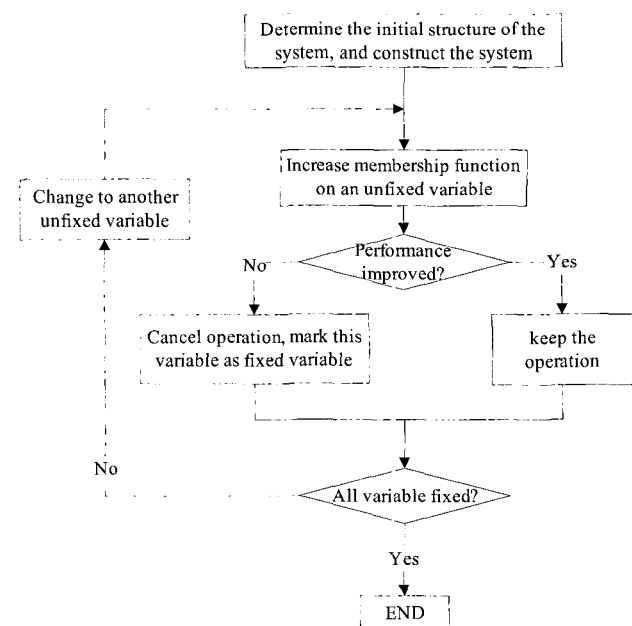 Determine the initial structure of the
system, and construct the system
Increase membership function
on an unfixed variable
Change to another
unfixed variable
Performance
improved?
No
Yes
Cancel operation, mark this
variable as fixed variable
keep the
operation
No
All variable fixed?
Yes
END